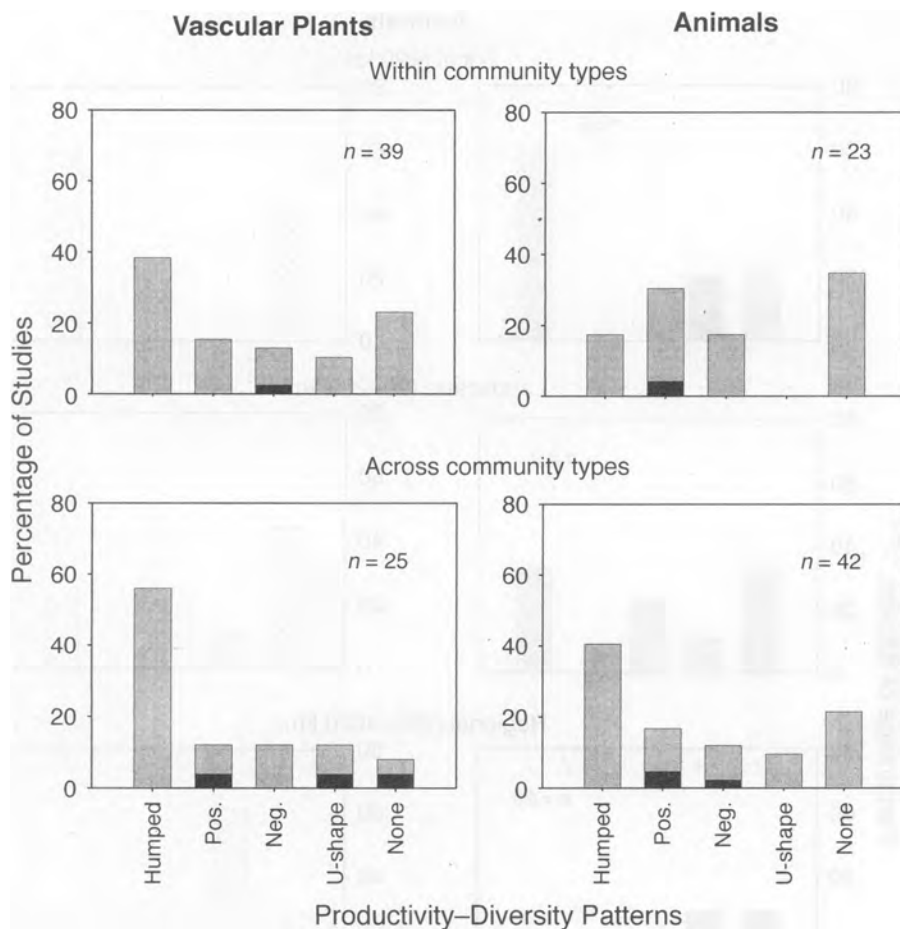 Vascular Plants
Animals
Within community types
80
60
40
20
0
n = 39
80
60
40
20
0
n = 23
Percentage of Studies
Across community types
80
60
40
20
0
n = 25
80
60
40
20
0
n = 42
Humped
Pos.
Neg.
U-shape
None
Humped
Pos.
Neg.
U-shape
None
Productivity–Diversity Patterns